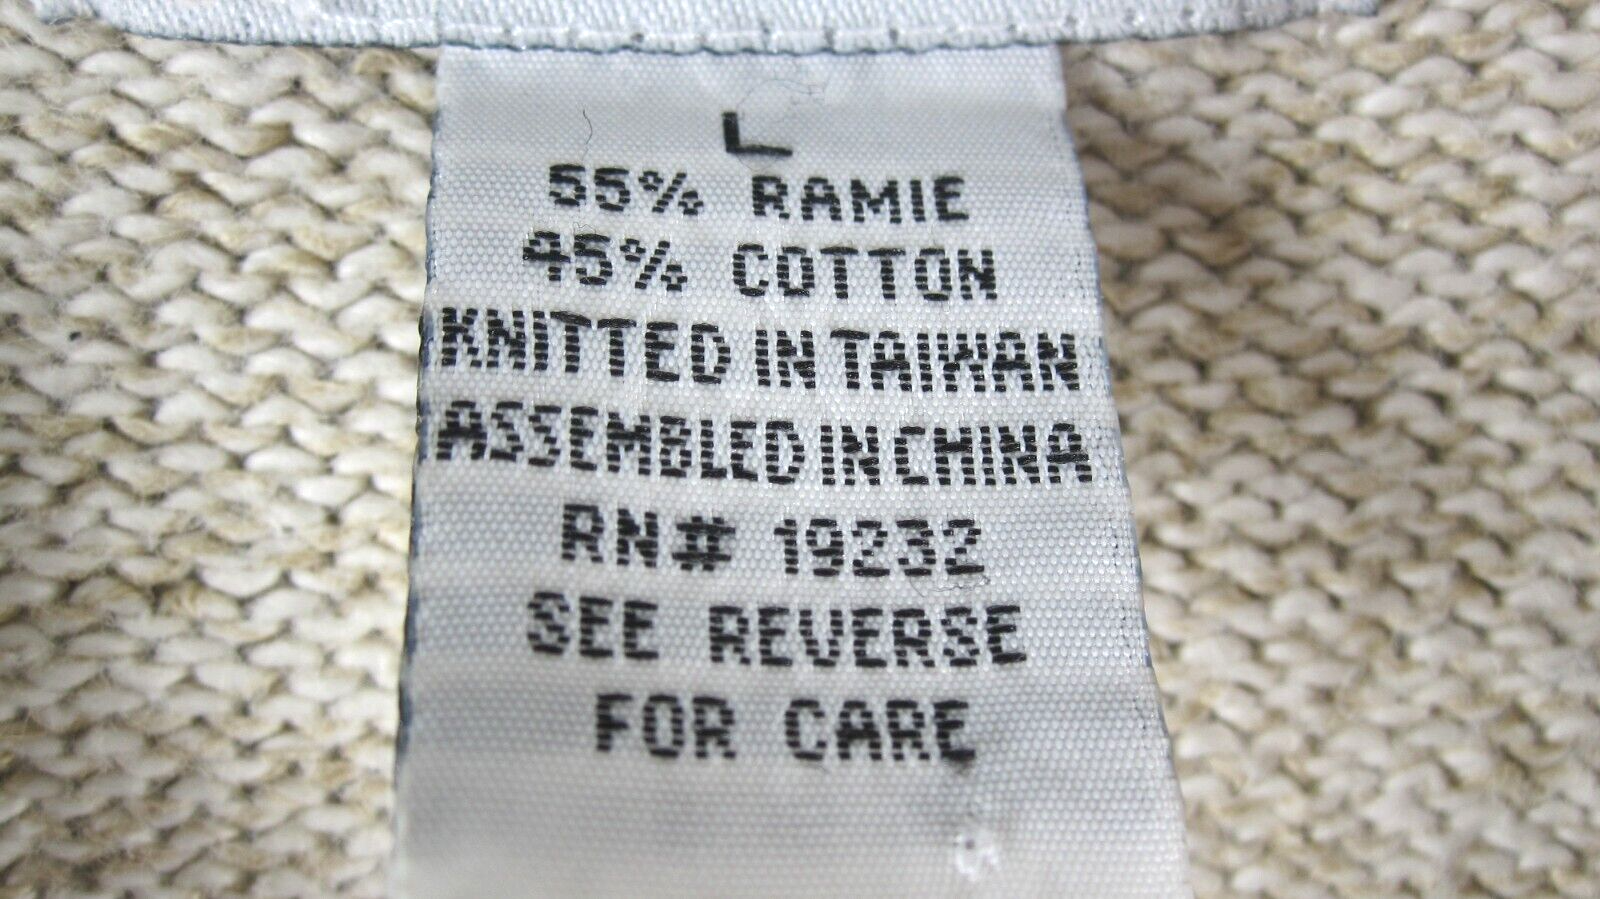 L
55% RAMIE
45% COTTON
KNITTED IN TAIWAN
ASSEMBLED IN CHINA
RN# 19232
SEE REVERSE
FOR CARE